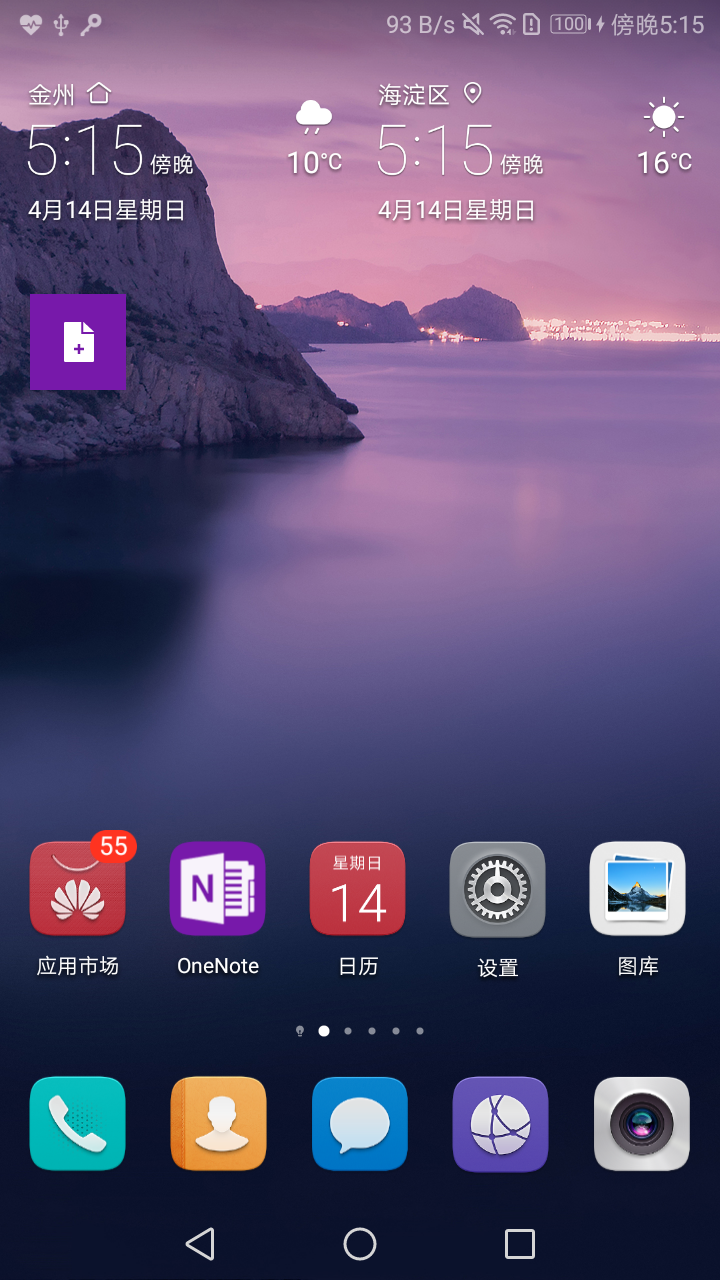 93 B/s 100 傍晚5:15
金州
5:15 傍晚
10°C
4月14日星期日
海淀区
5:15 傍晚
16°C
4月14日星期日
55
星期日
14
N
应用市场 OneNote 日历 设置 图库